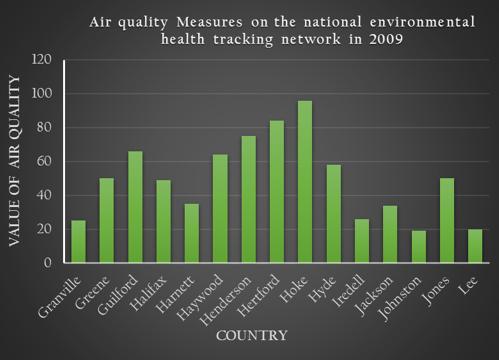 Air quality Measures on the national environmental
health tracking network in 2009
VALUE OF AIR QUALITY
120
100
80
60
40
20
0
Granville
Greene
Guilford
Halifax
Harnett
Haywood
Henderson
Hertford
Hoke
Hyde
Iredell
Jackson
Johnston
Jones
Lee
COUNTRY